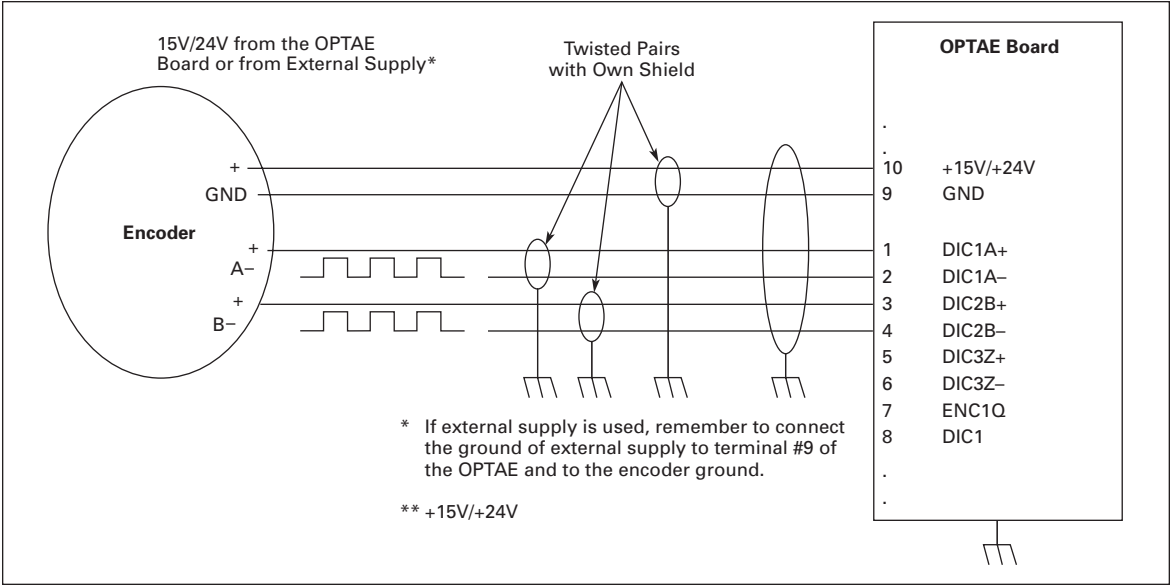 15V/24V from the OPTAE
Board or from External Supply*
Twisted Pairs
with Own Shield
OPTAE Board
.
.
+
10 +15V/+24V
GND
9 GND
Encoder
+
1 DIC1A+
A–
2 DIC1A–
+
3 DIC2B+
B–
4 DIC2B–
5 DIC3Z+
6 DIC3Z–
7 ENC1Q
8 DIC1
.
.
* If external supply is used, remember to connect
the ground of external supply to terminal #9 of
the OPTAE and to the encoder ground.
** +15V/+24V